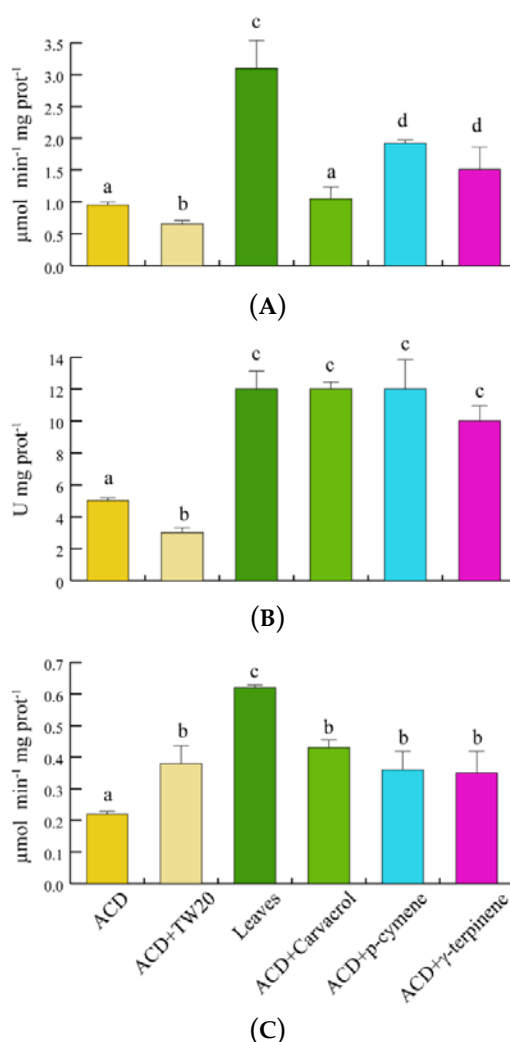 c
3.5
3.0
2.5
2.0
1.5
1.0
0.5
0.0
µmol min⁻¹ mg prot⁻¹
a
b
a
d
d
(A)
14
12
10
8
6
4
2
0
U mg prot⁻¹
a
b
c
c
c
c
(B)
0.7
0.6
0.5
0.4
0.3
0.2
0.1
0.0
µmol min⁻¹ mg prot⁻¹
a
b
c
b
b
b
ACD
ACD+TW20
Leaves
ACD+Carvacrol
ACD+p-cymene
ACD+γ-terpinene
(C)